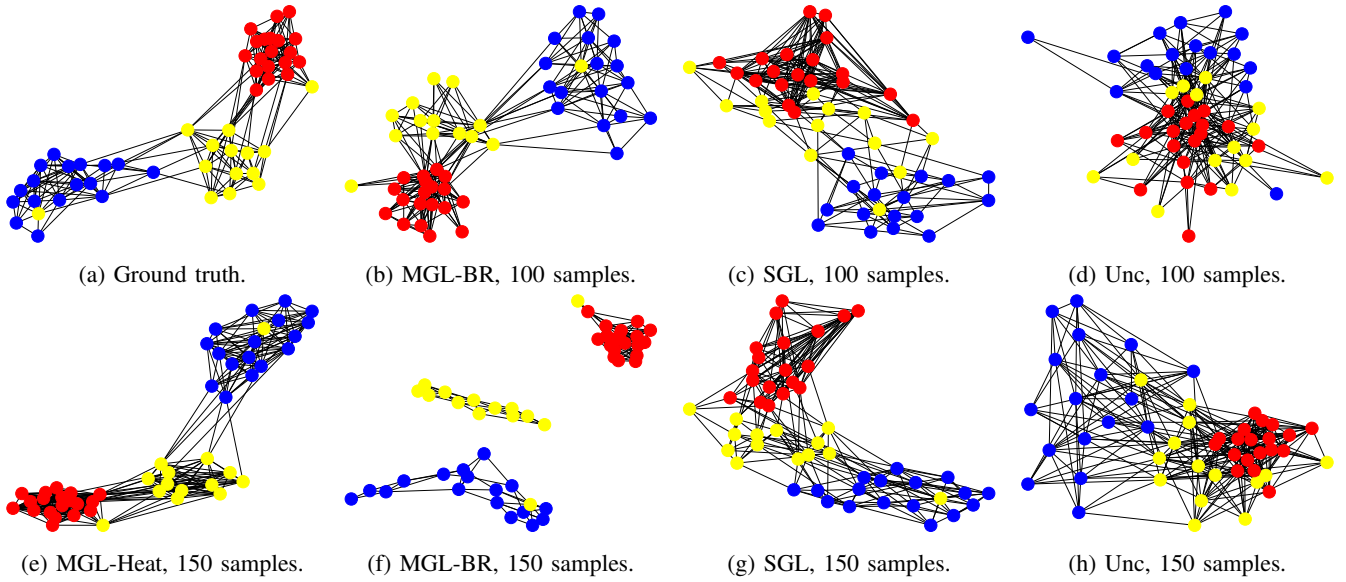 (a) Ground truth.
(b) MGL-BR, 100 samples.
(c) SGL, 100 samples.
(d) Unc, 100 samples.
(e) MGL-Heat, 150 samples.
(f) MGL-BR, 150 samples.
(g) SGL, 150 samples.
(h) Unc, 150 samples.